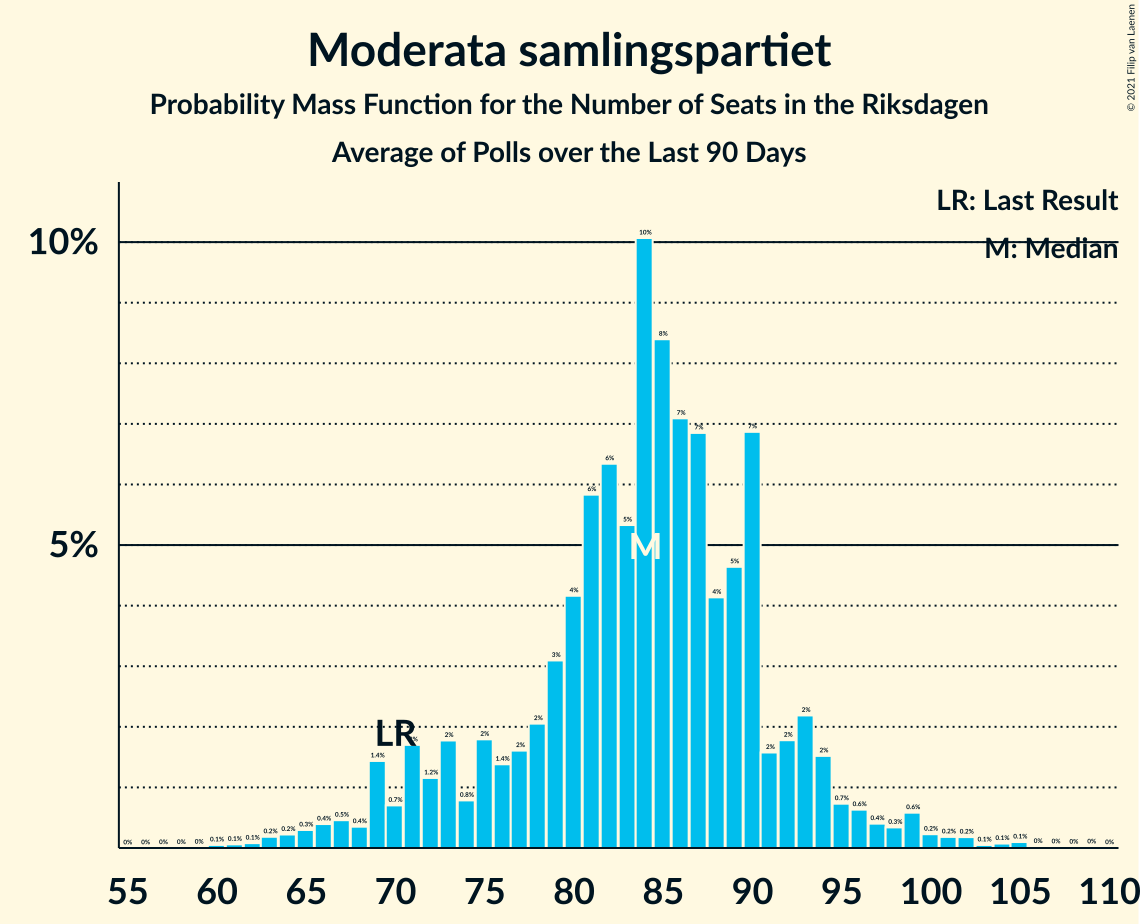 Moderata samlingspartiet
Probability Mass Function for the Number of Seats in the Riksdagen
Average of Polls over the Last 90 Days
© 2021 Filip van Laenen
LR: Last Result
M: Median
10%
5%
LR
M
0% 0% 0% 0% 0% 0.1% 0.1% 0.1% 0.2% 0.2% 0.3% 0.4% 0.5% 0.4% 1.4% 0.7% 1.2% 2% 0.8% 2% 1.4% 2% 2% 3% 4% 6% 6% 5% 10% 8% 7% 7% 4% 5% 7% 2% 2% 2% 2% 0.7% 0.6% 0.4% 0.3% 0.6% 0.2% 0.2% 0.2% 0.1% 0.1% 0.1% 0% 0% 0% 0% 0%
55 60 65 70 75 80 85 90 95 100 105 110